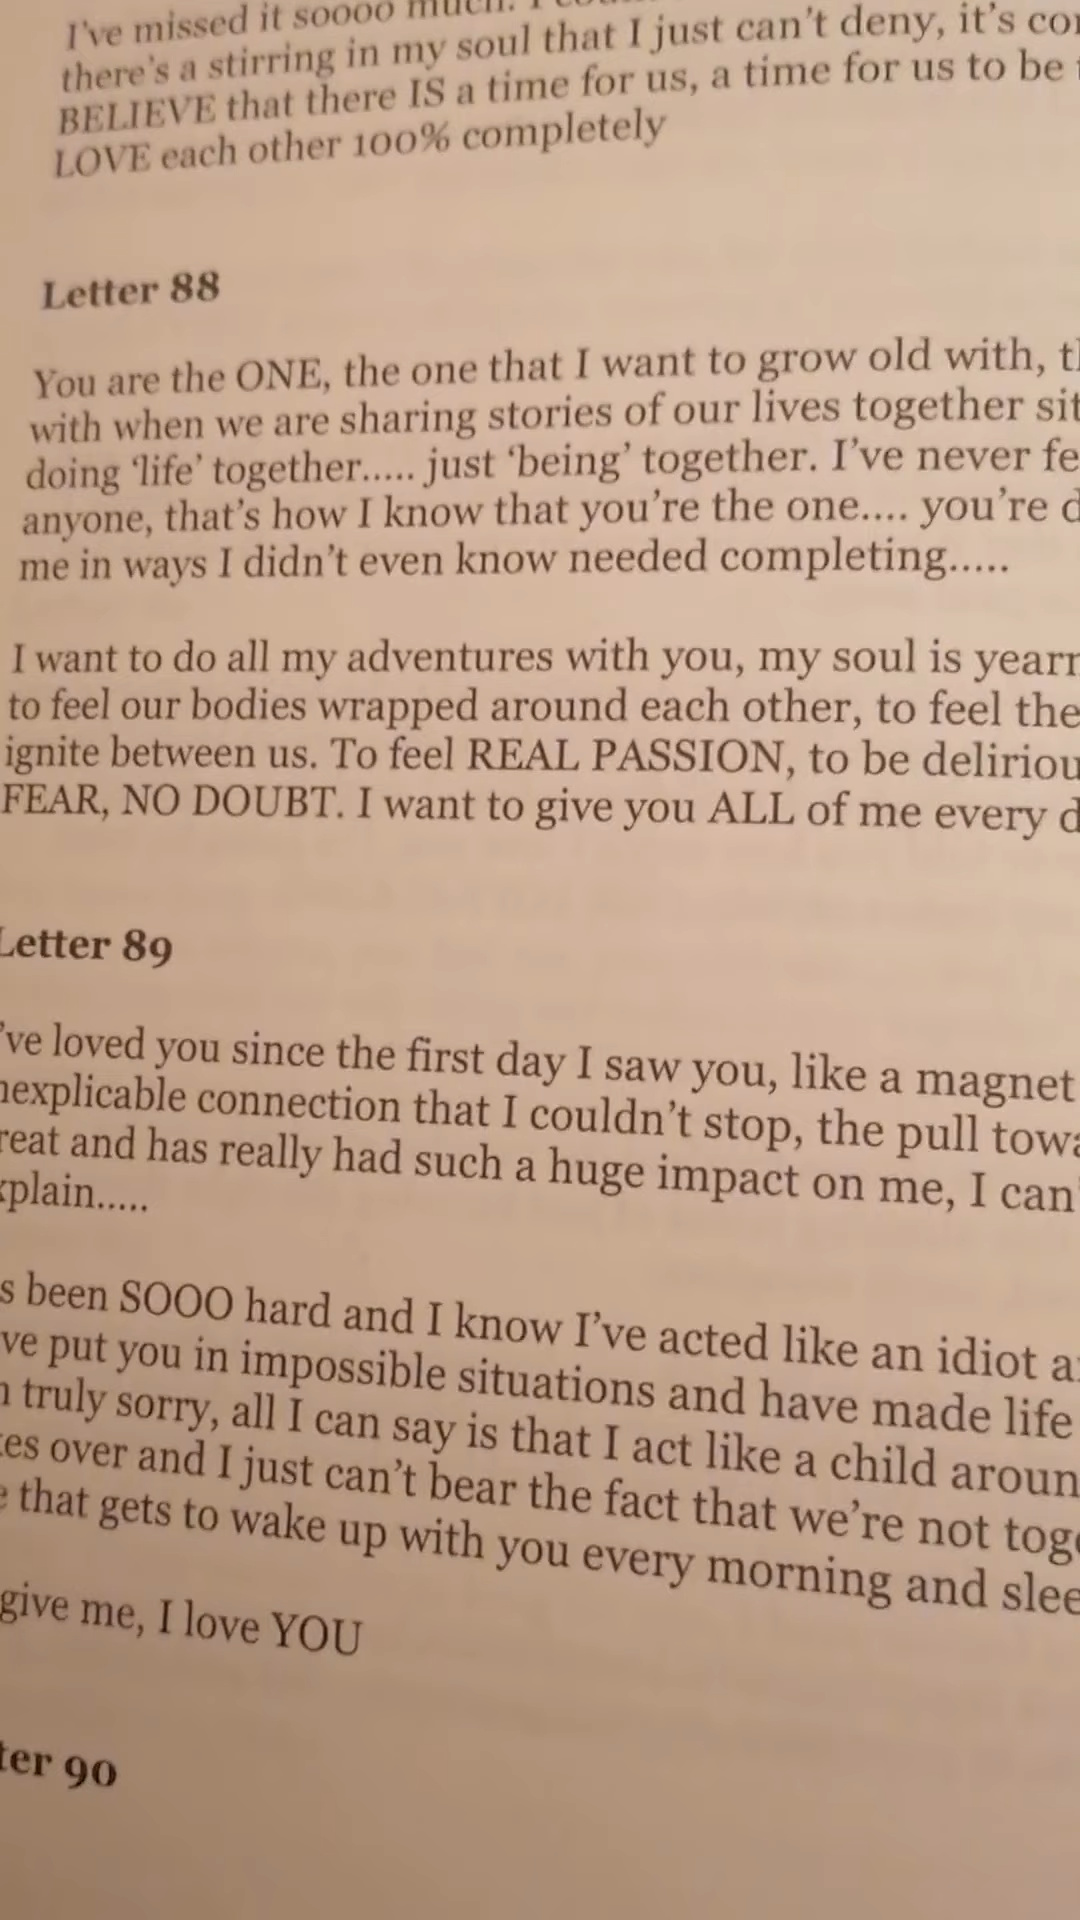 I've missed it soooo much. I
there's a stirring in my soul that I just can't deny, it's
BELIEVE that there IS a time for us, a time for us to be
LOVE each other 100% completely
Letter 88
You are the ONE, the one that I want to grow old with,
with when we are sharing stories of our lives together
doing 'life' together..... just 'being' together. I've never
anyone, that's how I know that you're the one.... you're
me in ways I didn't even know needed completing.....
I want to do all my adventures with you, my soul is
to feel our bodies wrapped around each other, to feel the
ignite between us. To feel REAL PASSION, to be
FEAR, NO DOUBT. I want to give you ALL of me every
Letter 89
've loved you since the first day I saw you, like a magnet
nexplicable connection that I couldn't stop, the pull
reat and has really had such a huge impact on me, I can'
xplain.....
s been SOOO hard and I know I've acted like an idiot
ve put you in impossible situations and have made life
truly sorry, all I can say is that I act like a child
es over and I just can't bear the fact that we're not
that gets to wake up with you every morning and
give me, I love YOU
ter 90